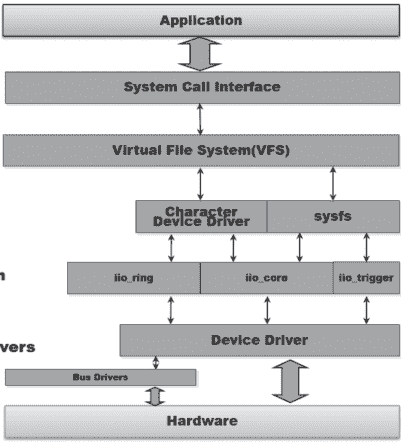 Application
System Call Interface
Virtual File System(VFS)
Character
Device Driver
sysfs
iio_ring
iio_core
iio_trigger
vers
Device Driver
Bus Drivers
Hardware